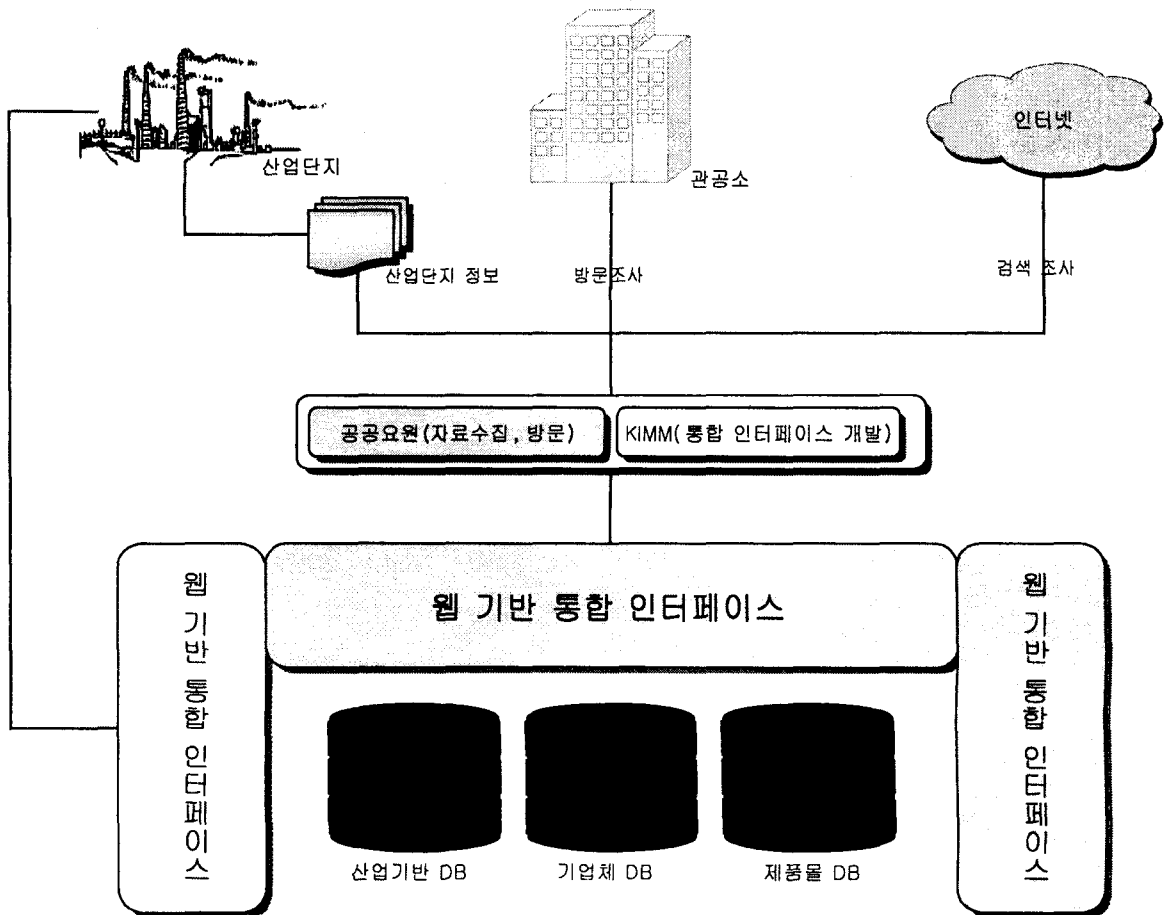 인터넷
산업단지
관공소
산업단지 정보
방문조사
검색 조사
공공요원(자료수집, 방문)
KIMM(통합 인터페이스 개발)
웹 기반 통합 인터페이스
웹 기반 통합 인터페이스
웹 기반 통합 인터페이스
산업기반 DB
기업체 DB
제품몰 DB